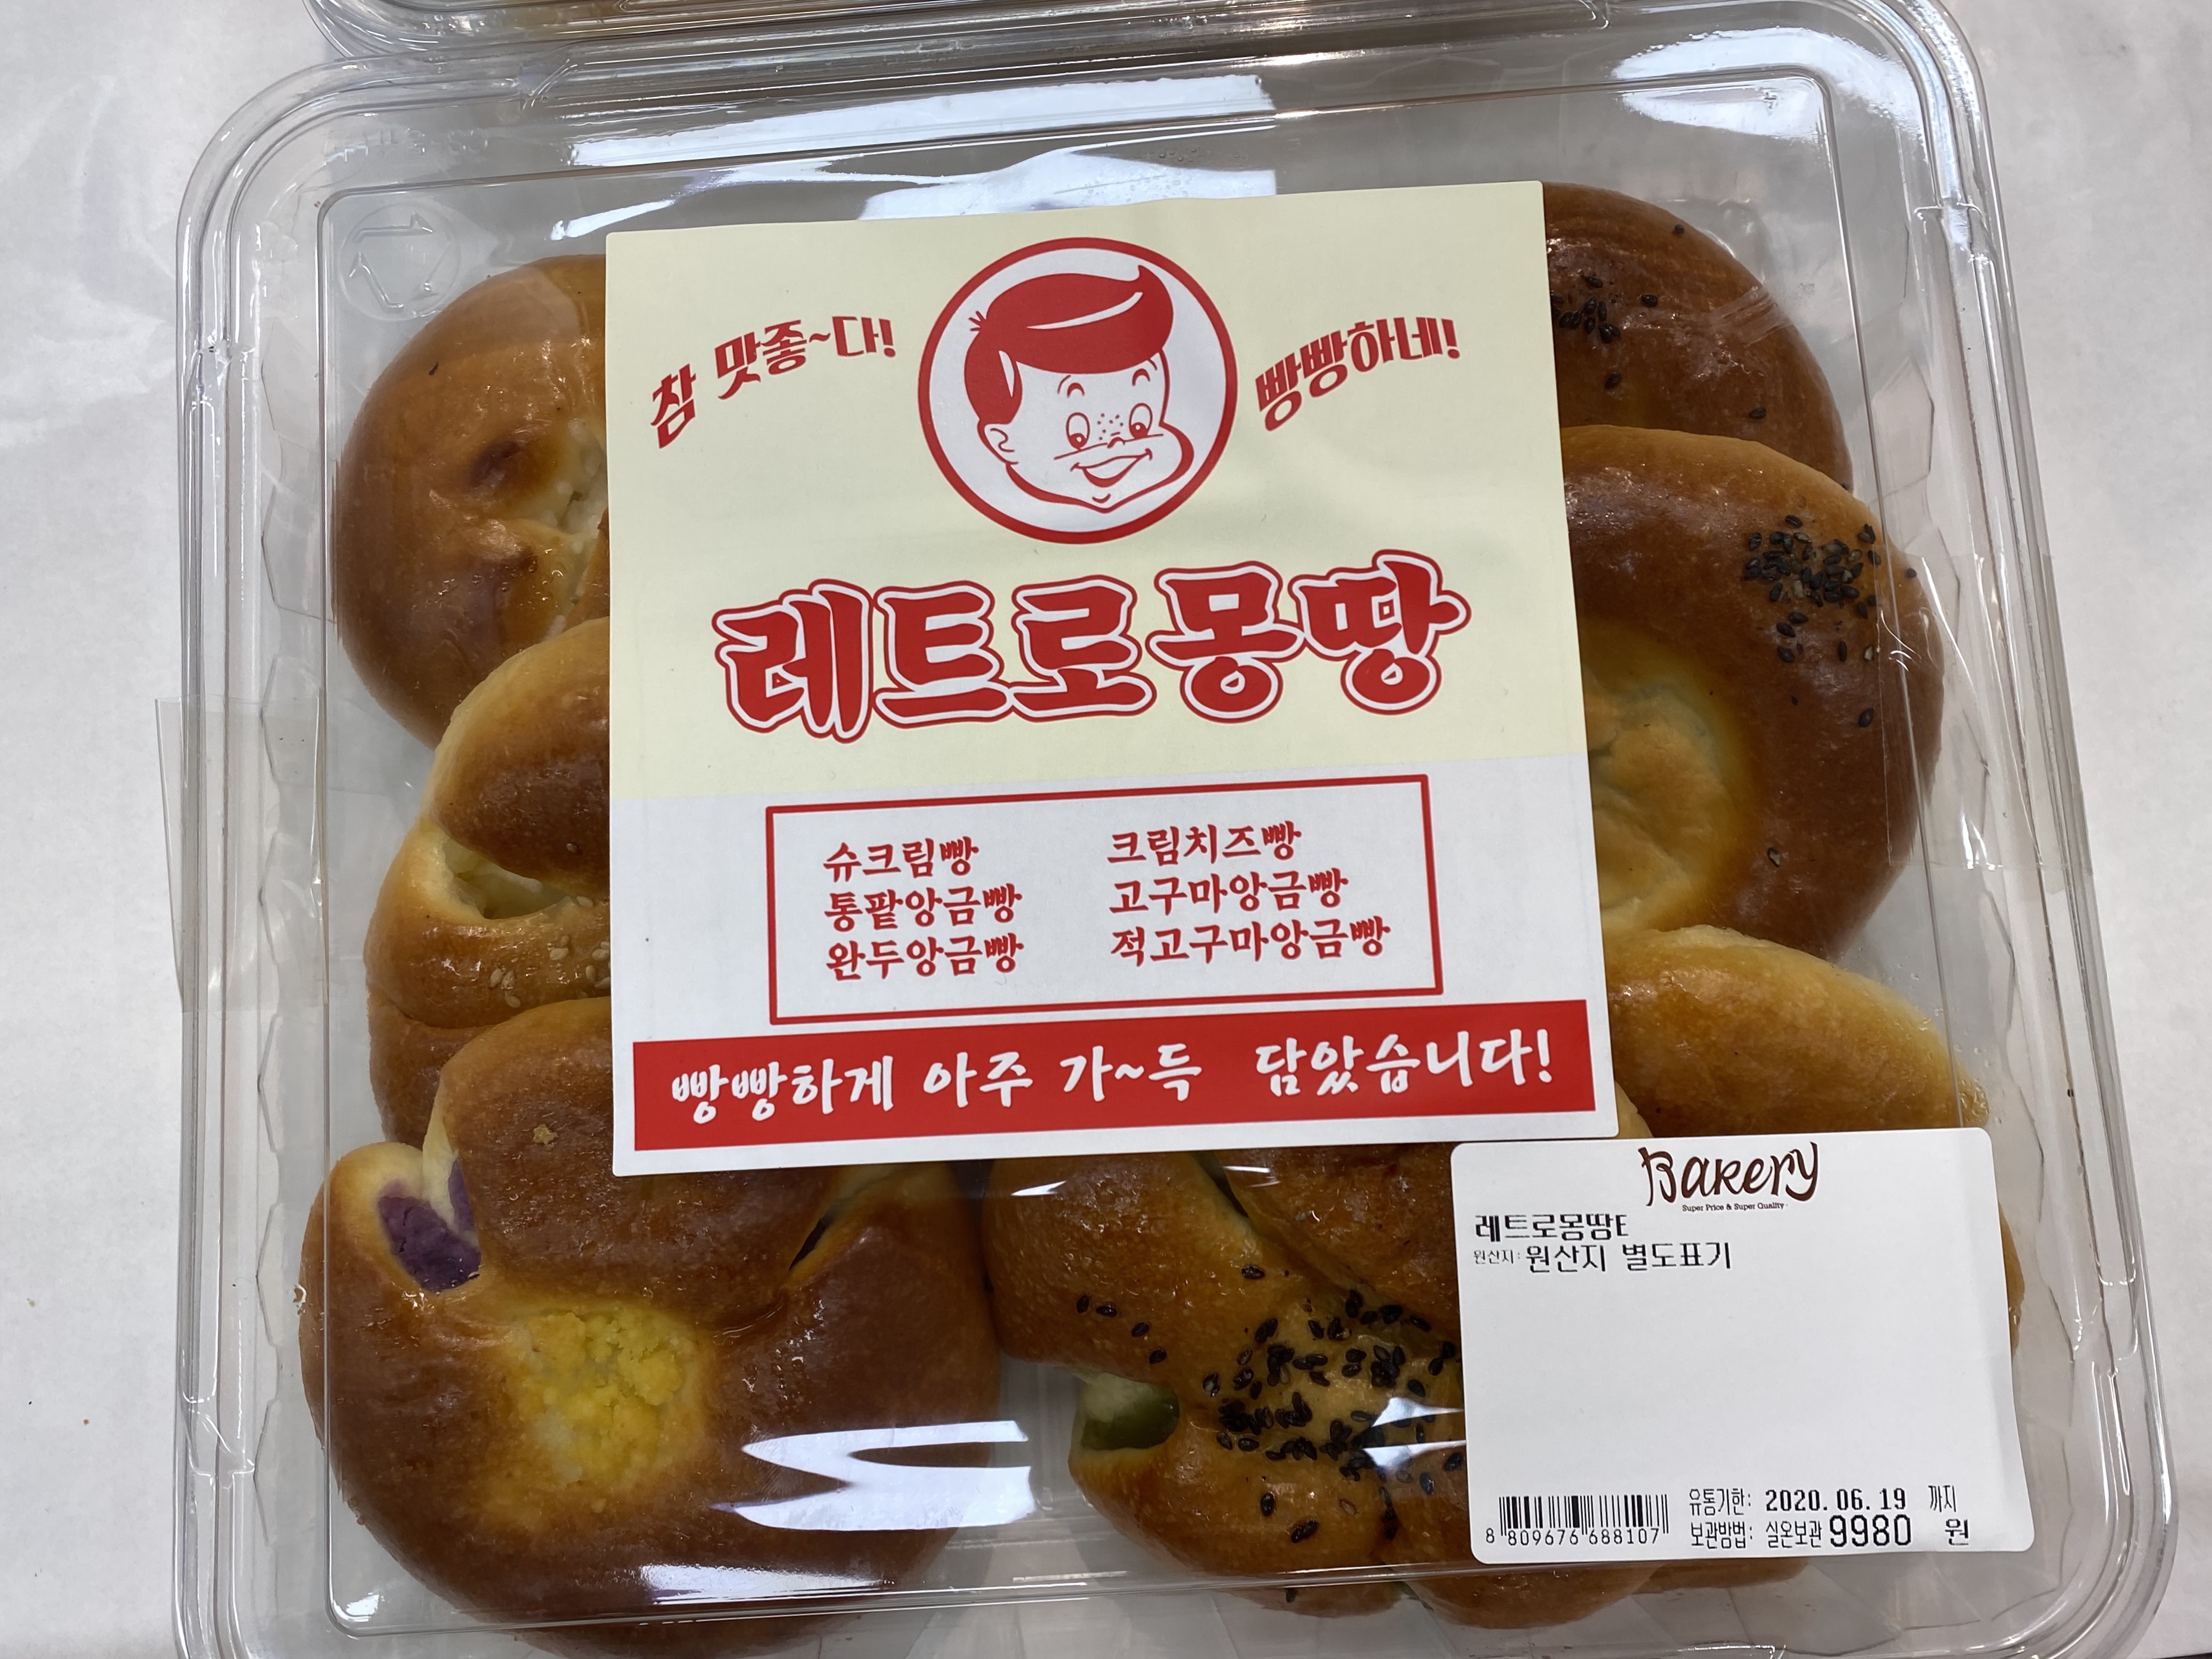 참 맛좋~다!
빵빵하네!
레트로몽땅
슈크림빵
통팥앙금빵
완두앙금빵
크림치즈빵
고구마앙금빵
적고구마앙금빵
빵빵하게 아주 가~득 담았습니다!
Bakery
Super Price & Super Quality
레트로몽땅E
원산지: 원산지 별도표기
유통기한: 2020. 06. 19 까지
보관방법: 실온보관 9980 원
8 809676 688107